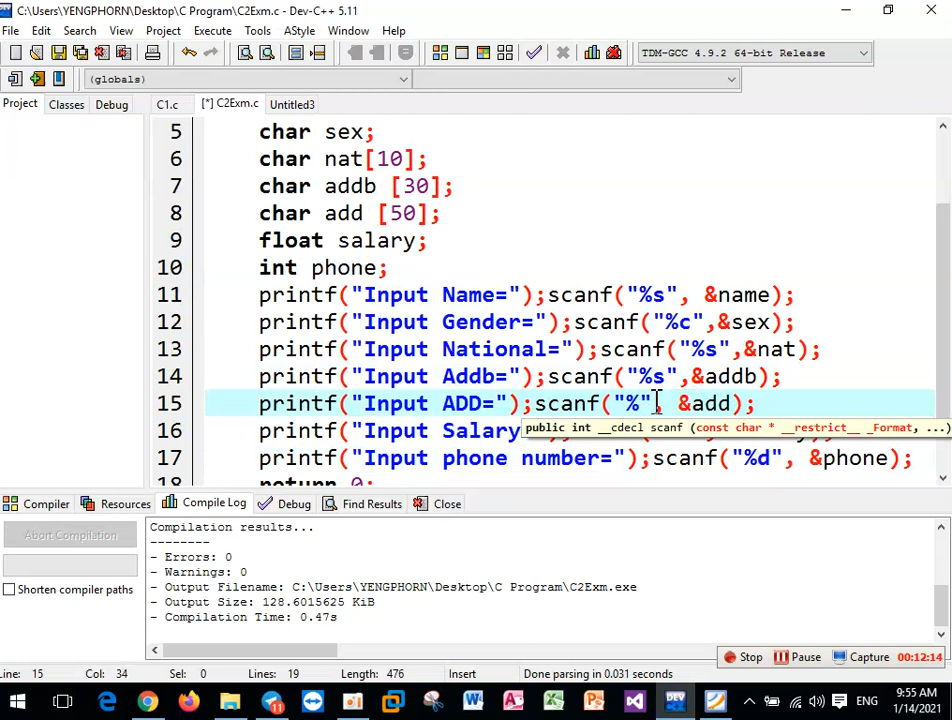 C:\Users\YENGPHORN\Desktop\C Program\C2Exm.c - Dev-C++ 5.11
File Edit Search View Project Execute Tools AStyle Window Help
TDM-GCC 4.9.2 64-bit Release
(globals)
Project Classes Debug C1.c [*] C2Exm.c Untitled3
5 char sex;
6 char nat[10];
7 char addb [30];
8 char add [50];
9 float salary;
10 int phone;
11 printf("Input Name=");scanf("%s", &name);
12 printf("Input Gender=");scanf("%c",&sex);
13 printf("Input National=");scanf("%s",&nat);
14 printf("Input Addb=");scanf("%s",&addb);
15 printf("Input ADD=");scanf("%", &add);
public int __cdecl scanf (const char * __restrict__ _Format, ...)
16 printf("Input Salary
17 printf("Input phone number=");scanf("%d", &phone);
18 return 0;
Compiler Resources Compile Log Debug Find Results Close
Abort Compilation
Shorten compiler paths
Compilation results...
--------
- Errors: 0
- Warnings: 0
- Output Filename: C:\Users\YENGPHORN\Desktop\C Program\C2Exm.exe
- Output Size: 128.6015625 KiB
- Compilation Time: 0.47s
Line: 15 Col: 34 Sel: 0 Lines: 19 Length: 476 Insert Done parsing in 0.031 seconds
Stop Pause Capture 00:12:14
ENG
9:55 AM
1/14/2021